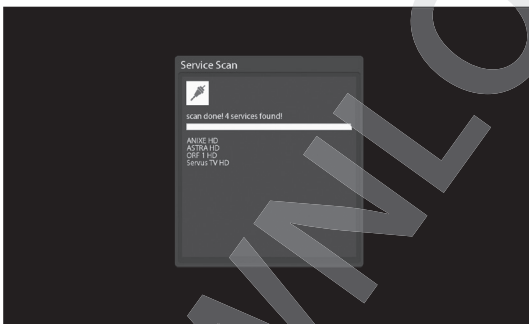 Service Scan
scan done! 4 services found!
ANIXE HD
ASTRA HD
ORF 1 HD
Servus TV HD